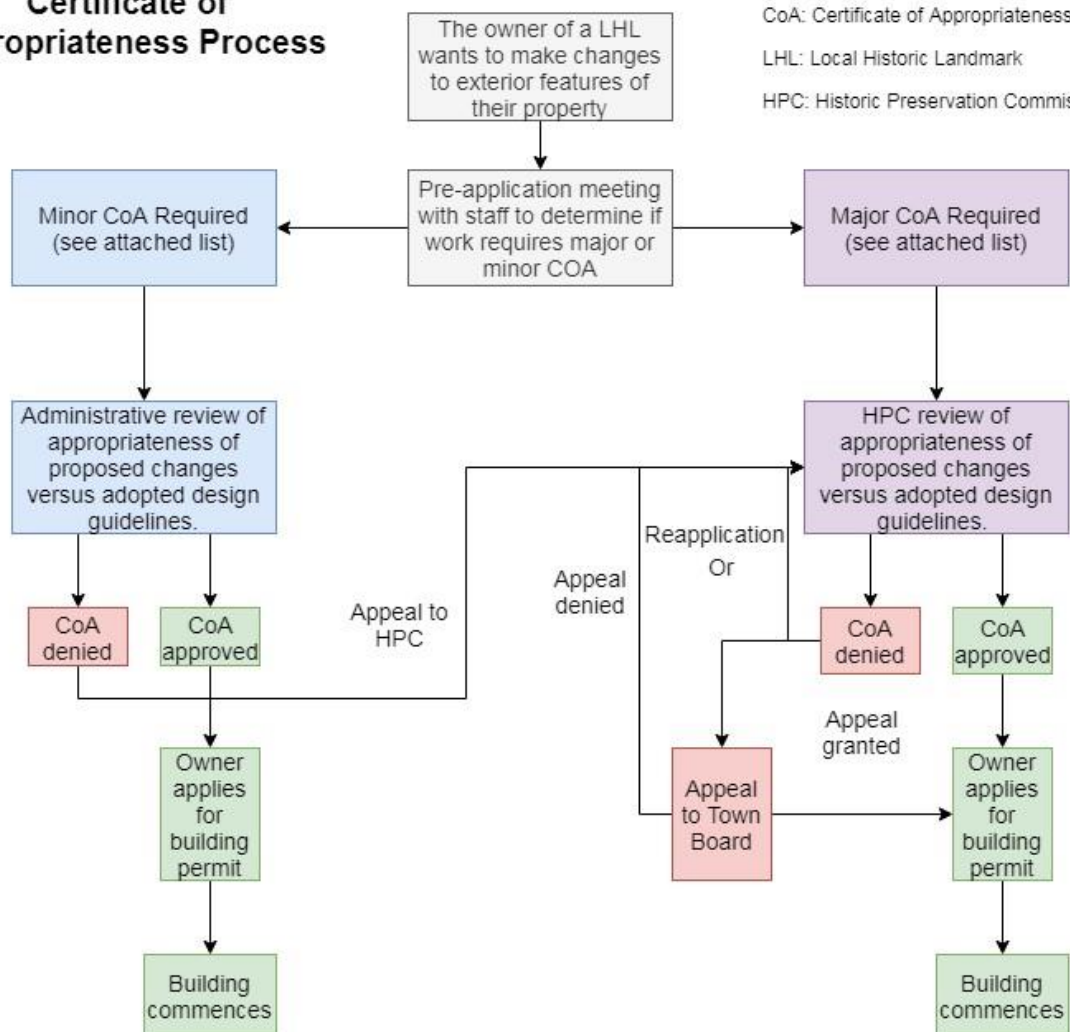 Certificate of
ropriateness Process
CoA: Certificate of Appropriateness
LHL: Local Historic Landmark
HPC: Historic Preservation Commis
The owner of a LHL
wants to make changes
to exterior features of
their property
Minor CoA Required
(see attached list)
Pre-application meeting
with staff to determine if
work requires major or
minor COA
Major CoA Required
(see attached list)
Administrative review of
appropriateness of
proposed changes
versus adopted design
guidelines.
HPC review of
appropriateness of
proposed changes
versus adopted design
guidelines.
Reapplication
Or
Appeal
denied
Appeal to
HPC
CoA
denied
CoA
approved
CoA
denied
CoA
approved
Appeal
granted
Owner
applies
for
building
permit
Appeal
to Town
Board
Owner
applies
for
building
permit
Building
commences
Building
commences